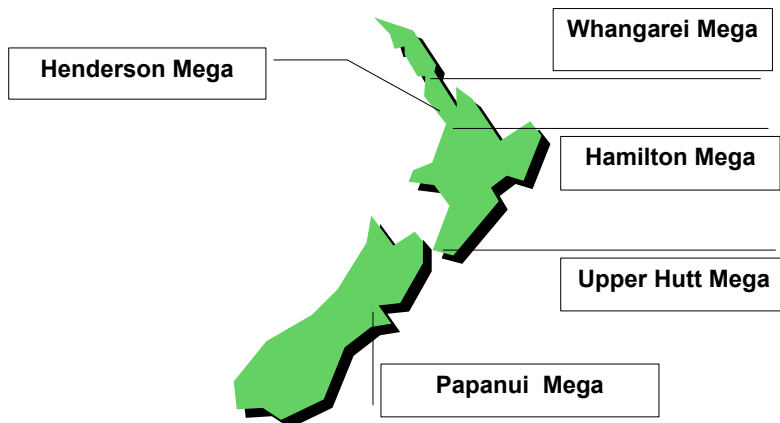 Whangarei Mega
Henderson Mega
Hamilton Mega
Upper Hutt Mega
Papanui Mega